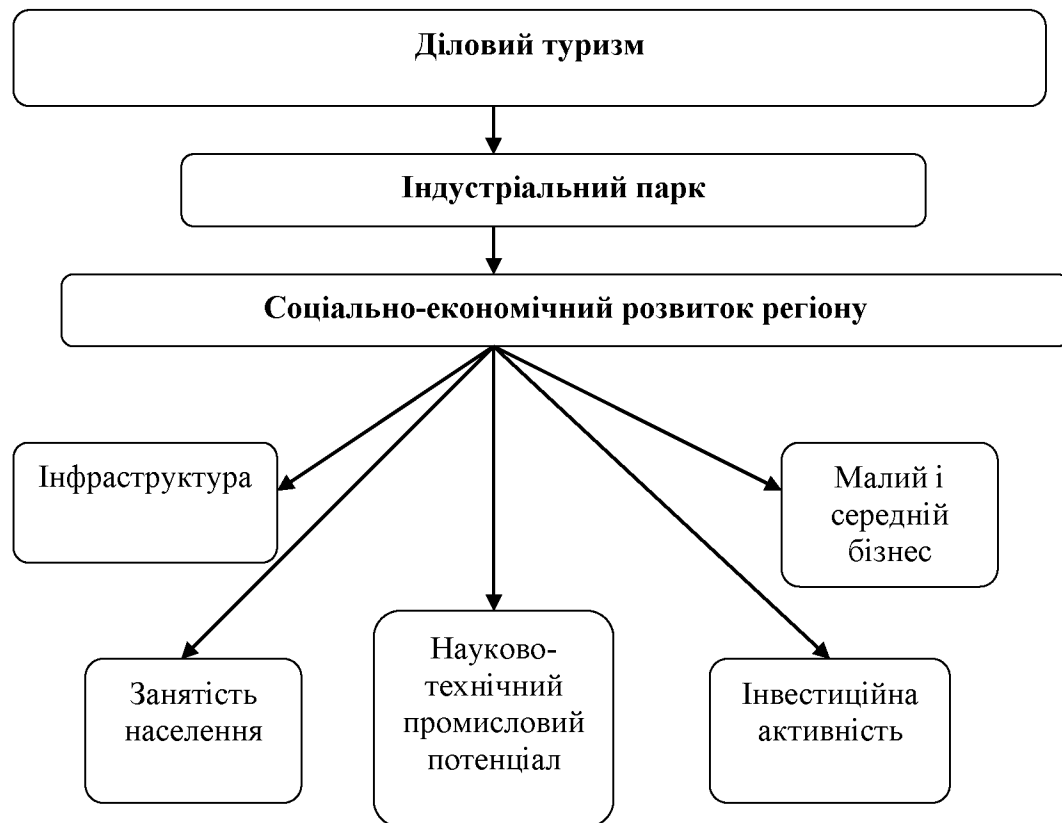 Діловий туризм
Індустріальний парк
Соціально-економічний розвиток регіону
Інфраструктура
Малий і
середній
бізнес
Занятість
населення
Науково-
технічний
промисловий
потенціал
Інвестиційна
активність